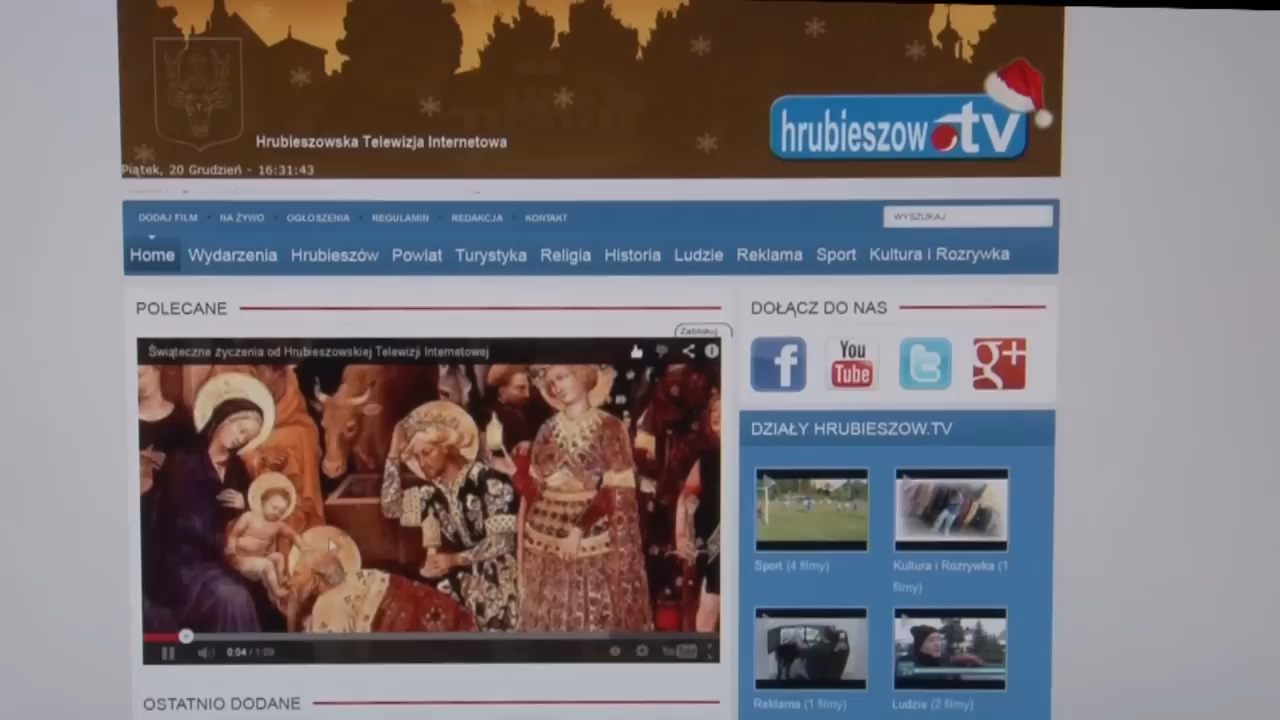 Hrubieszowska Telewizja Internetowa
hrubieszow.tv
Piątek, 20 Grudzień - 16:31:43
DODAJ FILM NA ŻYWO OGŁOSZENIA REGULAMIN REDAKCJA KONTAKT
WYSZUKAJ
Home Wydarzenia Hrubieszów Powiat Turystyka Religia Historia Ludzie Reklama Sport Kultura i Rozrywka
POLECANE
DOŁĄCZ DO NAS
Zablokuj
Świąteczne życzenia od Hrubieszowskiej Telewizji Internetowej
f
You
Tube
t
g+
DZIAŁY HRUBIESZOW.TV
Sport (4 filmy)
Kultura i Rozrywka (1
filmy)
0:04 / 1:09
YouTube
OSTATNIO DODANE
Reklama (1 filmy)
Ludzie (2 filmy)